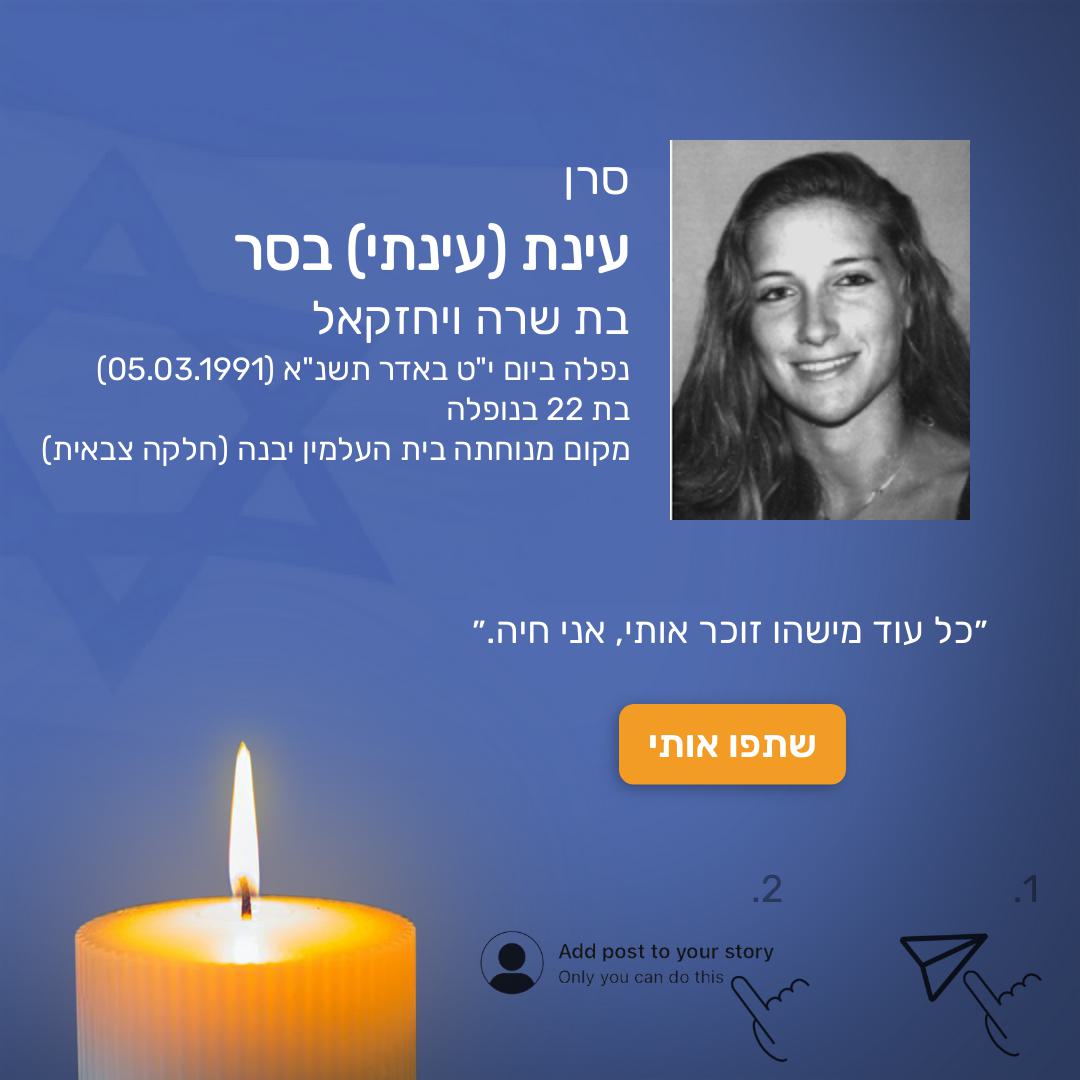 סרן
עינת (עינתי) בסר
בת שרה ויחזקאל
נפלה ביום י"ט באדר תשנ"א (05.03.1991)
בת 22 בנופלה
מקום מנוחתה בית העלמין יבנה (חלקה צבאית)
״כל עוד מישהו זוכר אותי, אני חיה.״
שתפו אותי
.1
.2
Add post to your story
Only you can do this